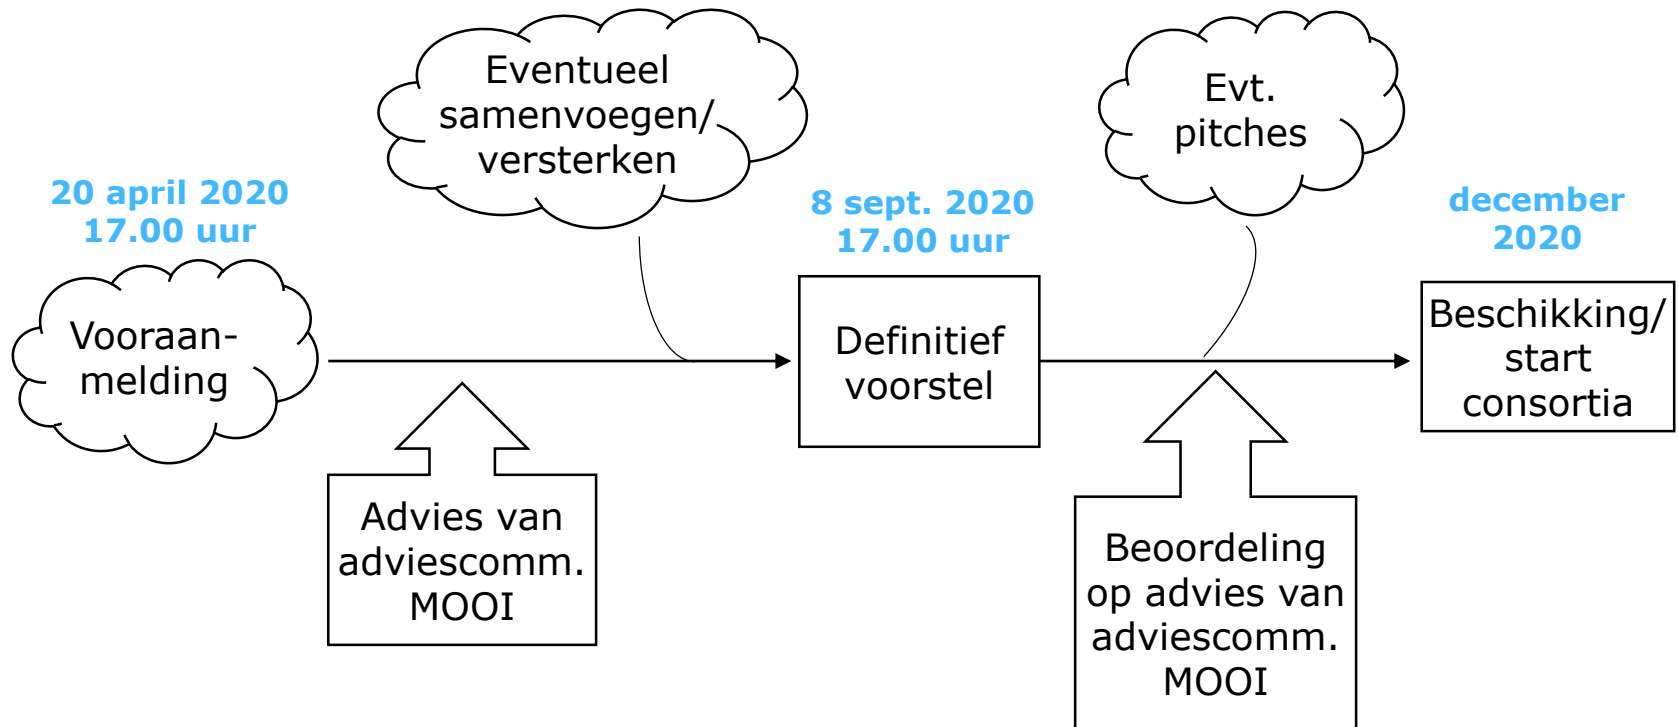 Eventueel
samenvoegen/
versterken
Evt.
pitches
20 april 2020
17.00 uur
8 sept. 2020
17.00 uur
december
2020
Vooraan-
melding
Definitief
voorstel
Beschikking/
start
consortia
Advies van
adviescomm.
MOOI
Beoordeling
op advies van
adviescomm.
MOOI